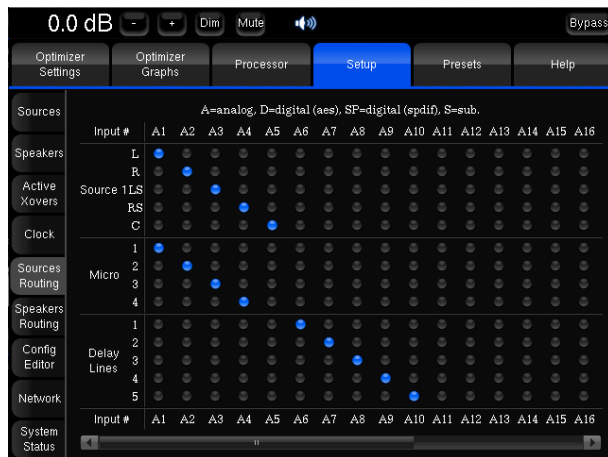 0.0 dB - + Dim Mute Bypass
Optimizer Settings Optimizer Graphs Processor Setup Presets Help
Sources
Speakers
Active Xovers
Clock
Sources Routing
Speakers Routing
Config Editor
Network
System Status
A=analog, D=digital (aes), SP=digital (spdif), S=sub.
Input # A1 A2 A3 A4 A5 A6 A7 A8 A9 A10 A11 A12 A13 A14 A15 A16
L
R
Source 1 LS
RS
C
1
2
Micro
3
4
1
2
Delay Lines 3
4
5
Input # A1 A2 A3 A4 A5 A6 A7 A8 A9 A10 A11 A12 A13 A14 A15 A16